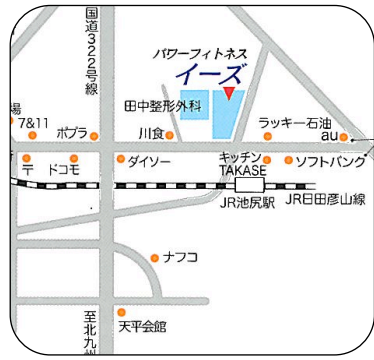 国道322号線
パワーフィットネス
イーズ
田中整形外科
場
7&11
ポプラ
川食
ラッキー石油
au
〒
ドコモ
ダイソー
キッチン
TAKASE
ソフトバンク
JR池尻駅
JR日田彦山線
ナフコ
天平会館
至北九州